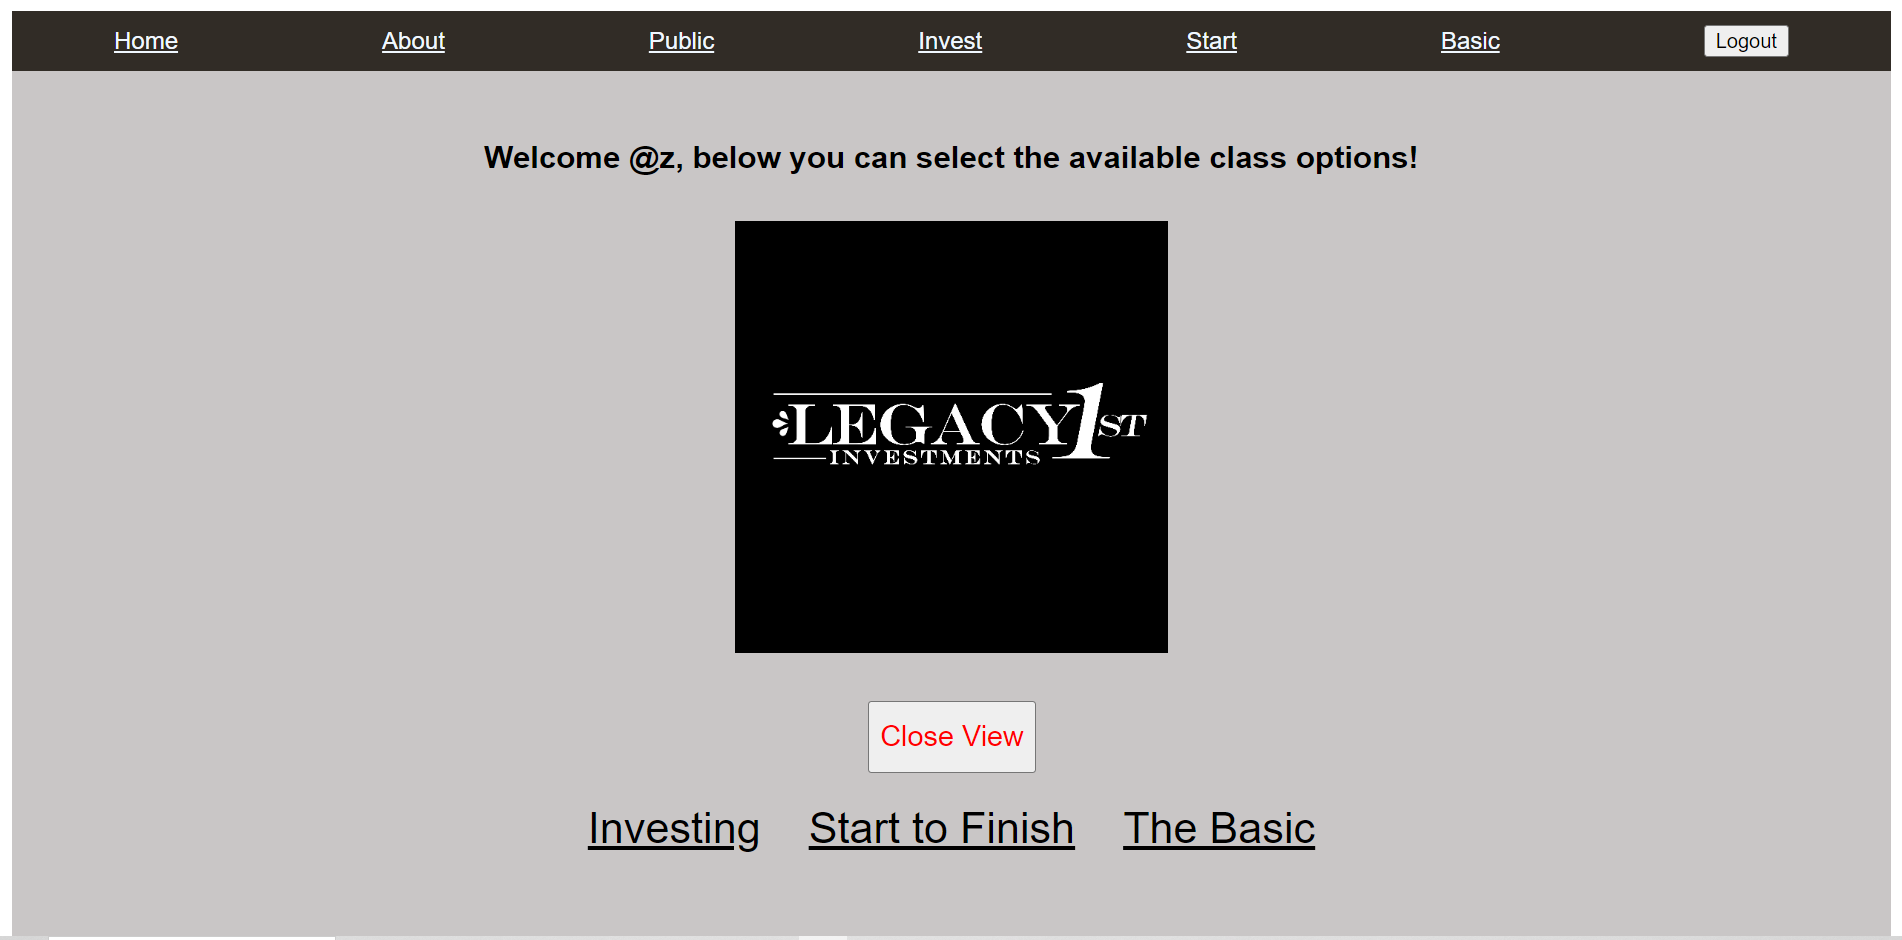 Home About Public Invest Start Basic Logout
Welcome @z, below you can select the available class options!
LEGACY 1ST
INVESTMENTS
Close View
Investing Start to Finish The Basic